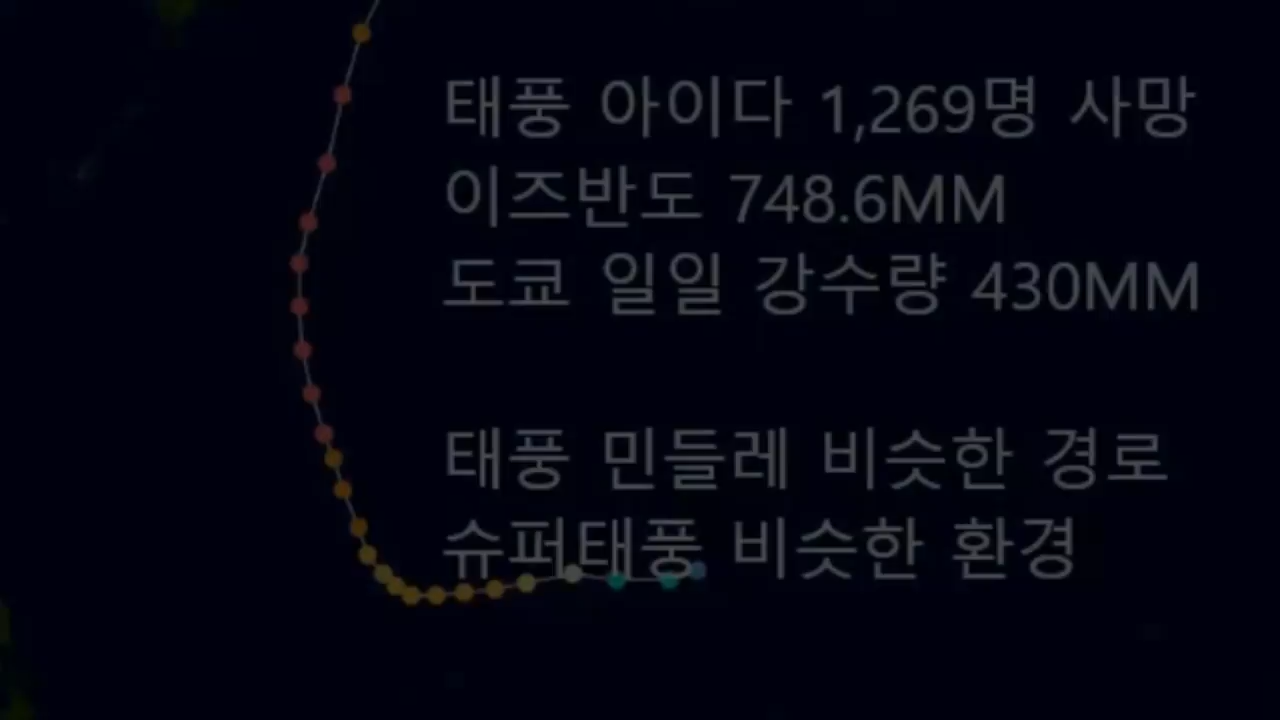 태풍 아이다 1,269명 사망
이즈반도 748.6MM
도쿄 일일 강수량 430MM
태풍 민들레 비슷한 경로
슈퍼태풍 비슷한 환경